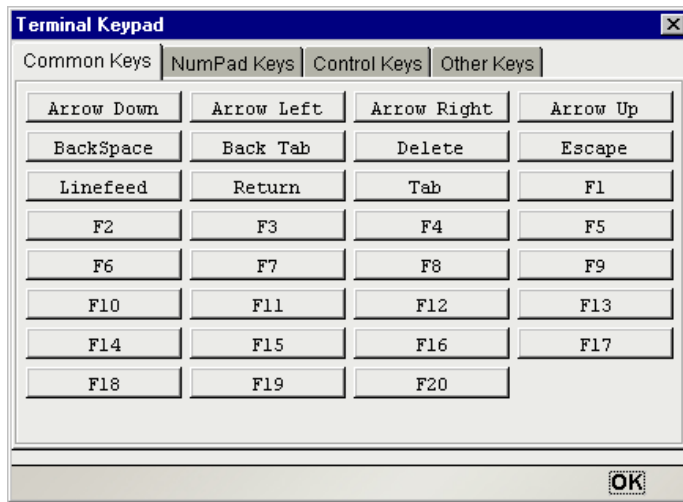 Terminal Keypad
Common Keys NumPad Keys Control Keys Other Keys
Arrow Down Arrow Left Arrow Right Arrow Up
BackSpace Back Tab Delete Escape
Linefeed Return Tab F1
F2 F3 F4 F5
F6 F7 F8 F9
F10 F11 F12 F13
F14 F15 F16 F17
F18 F19 F20
OK